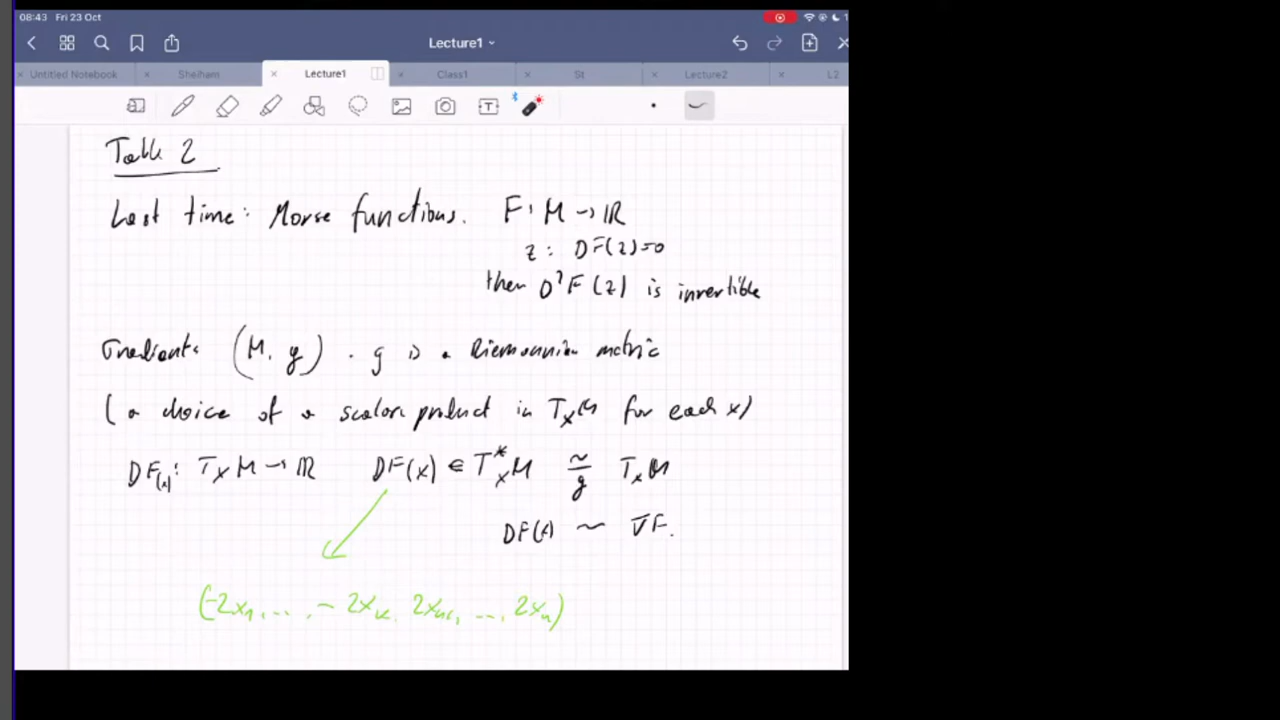 08:43 Fri 23 Oct
Lecture1
Untitled Notebook Sheiham Lecture1 Class1 St Lecture2 L2
Table 2
Last time: Morse functions. F: M → ℝ
z: DF(z)=0
then D²F(z) is invertible
Gradient: (M, g). g is a Riemannian metric
(a choice of a scalar product in TₓM for each x)
DF(x): TₓM → ℝ DF(x) ∈ T*ₓM ≃g TₓM
DF(x) ~ ∇F.
(-2x₁, ..., -2xₖ, 2xₖ₊₁, ..., 2xₙ)